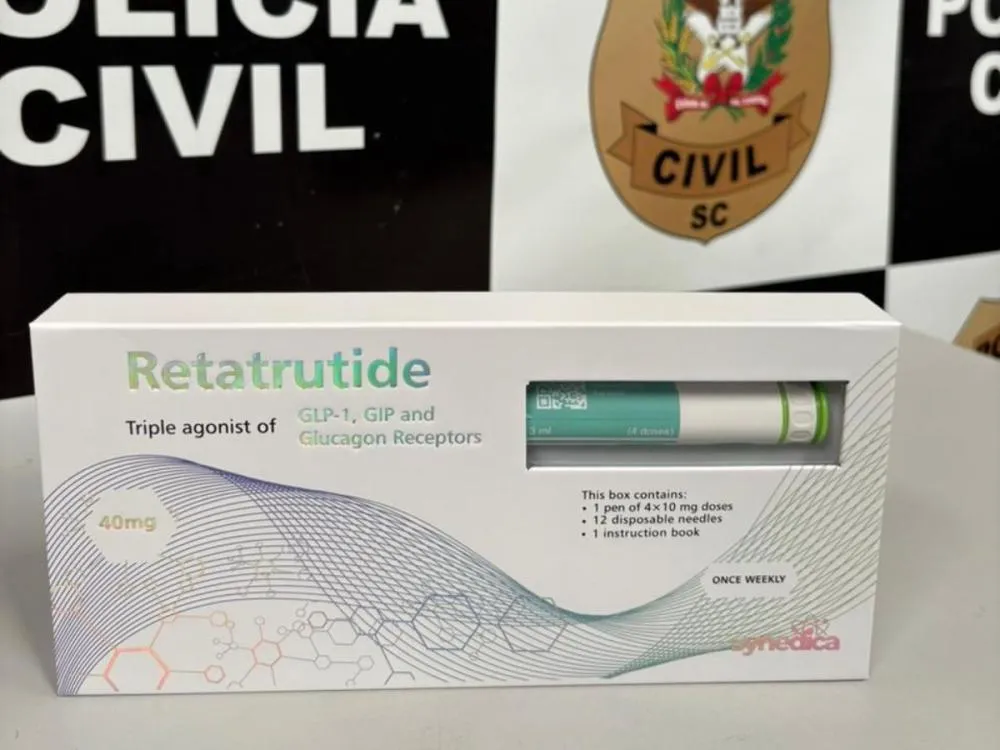 CIVIL
CIVIL
SC
Retatrutide
Triple agonist of
GLP-1, GIP and
Glucagon Receptors
3 ml
(4 doses)
40mg
This box contains:
• 1 pen of 4×10 mg doses
• 12 disposable needles
• 1 instruction book
ONCE WEEKLY
synedica